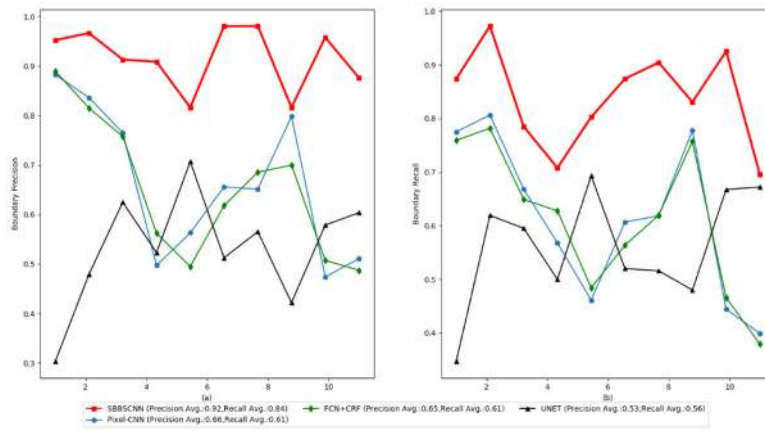 1.0
0.9
0.8
0.7
0.6
0.5
0.4
0.3
Boundary Precision
2 4 6 8 10
(a)
1.0
0.9
0.8
0.7
0.6
0.5
0.4
Boundary Recall
2 4 6 8 10
(b)
SBBSCNN (Precision Avg.:0.92,Recall Avg.:0.84)
Pixel-CNN (Precision Avg.:0.66,Recall Avg.:0.61)
FCN+CRF (Precision Avg.:0.65,Recall Avg.:0.61)
UNET (Precision Avg.:0.53,Recall Avg.:0.56)